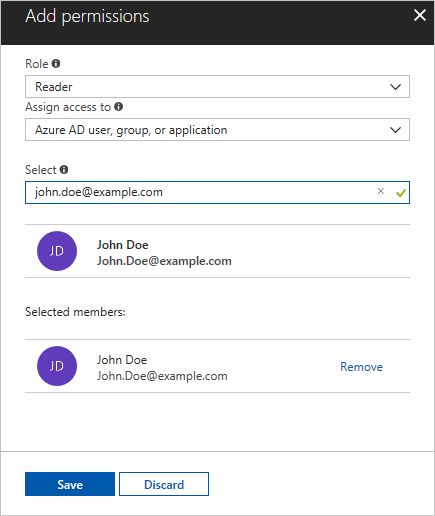 Add permissions
Role
Reader
Assign access to
Azure AD user, group, or application
Select
john.doe@example.com
JD
John Doe
John.Doe@example.com
Selected members:
JD
John Doe
John.Doe@example.com
Remove
Save
Discard